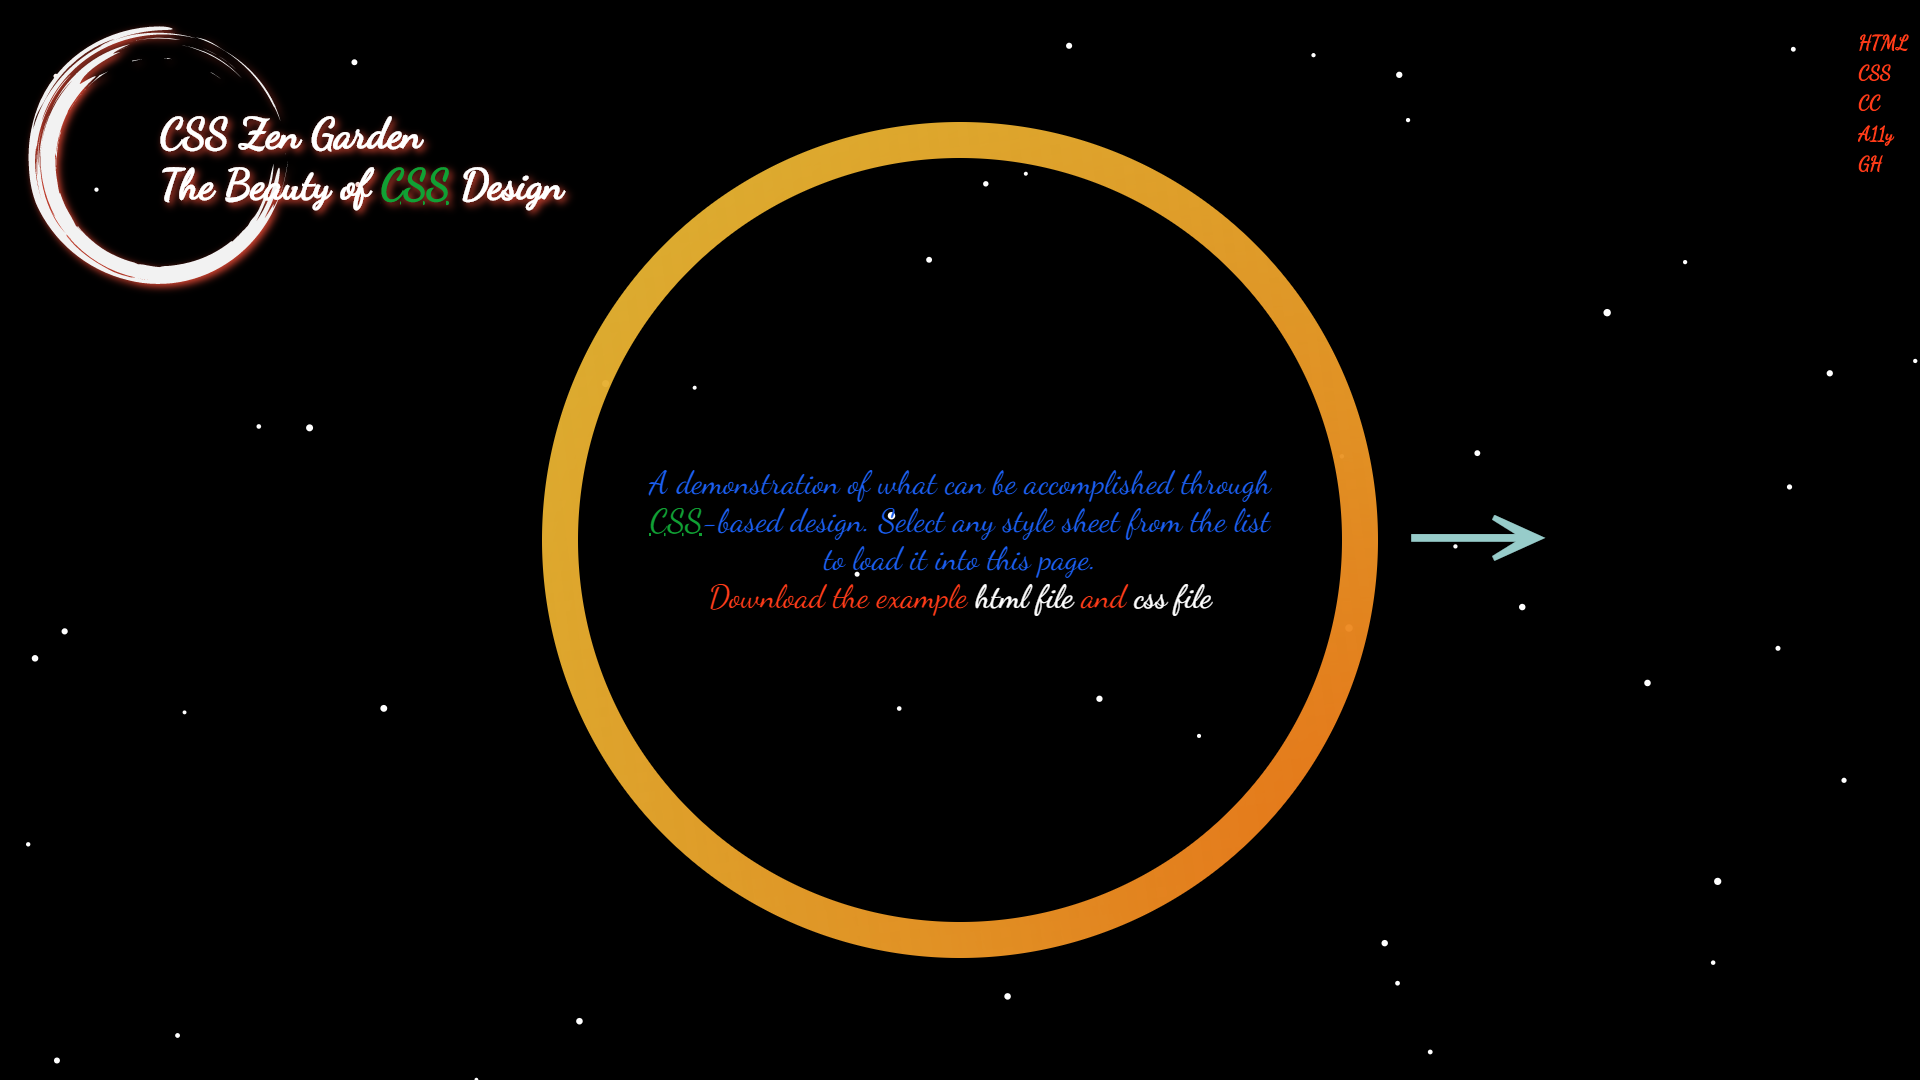 CSS Zen Garden
The Beauty of CSS Design
HTML
CSS
CC
A11y
GH
A demonstration of what can be accomplished through
CSS-based design. Select any style sheet from the list
to load it into this page.
Download the example html file and css file